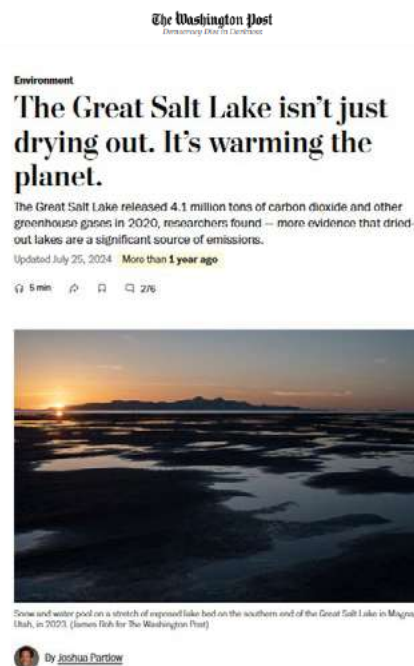 The Washington Post
Democracy Dies in Darkness
Environment
The Great Salt Lake isn't just
drying out. It's warming the
planet.
The Great Salt Lake released 4.1 million tons of carbon dioxide and other
greenhouse gases in 2020, researchers found — more evidence that dried-
out lakes are a significant source of emissions.
Updated July 25, 2024 More than 1 year ago
5 min 276
Snow and water pool on a stretch of exposed lake bed on the southern end of the Great Salt Lake in Magna,
Utah, in 2023. (James Roh for The Washington Post)
By Joshua Partlow